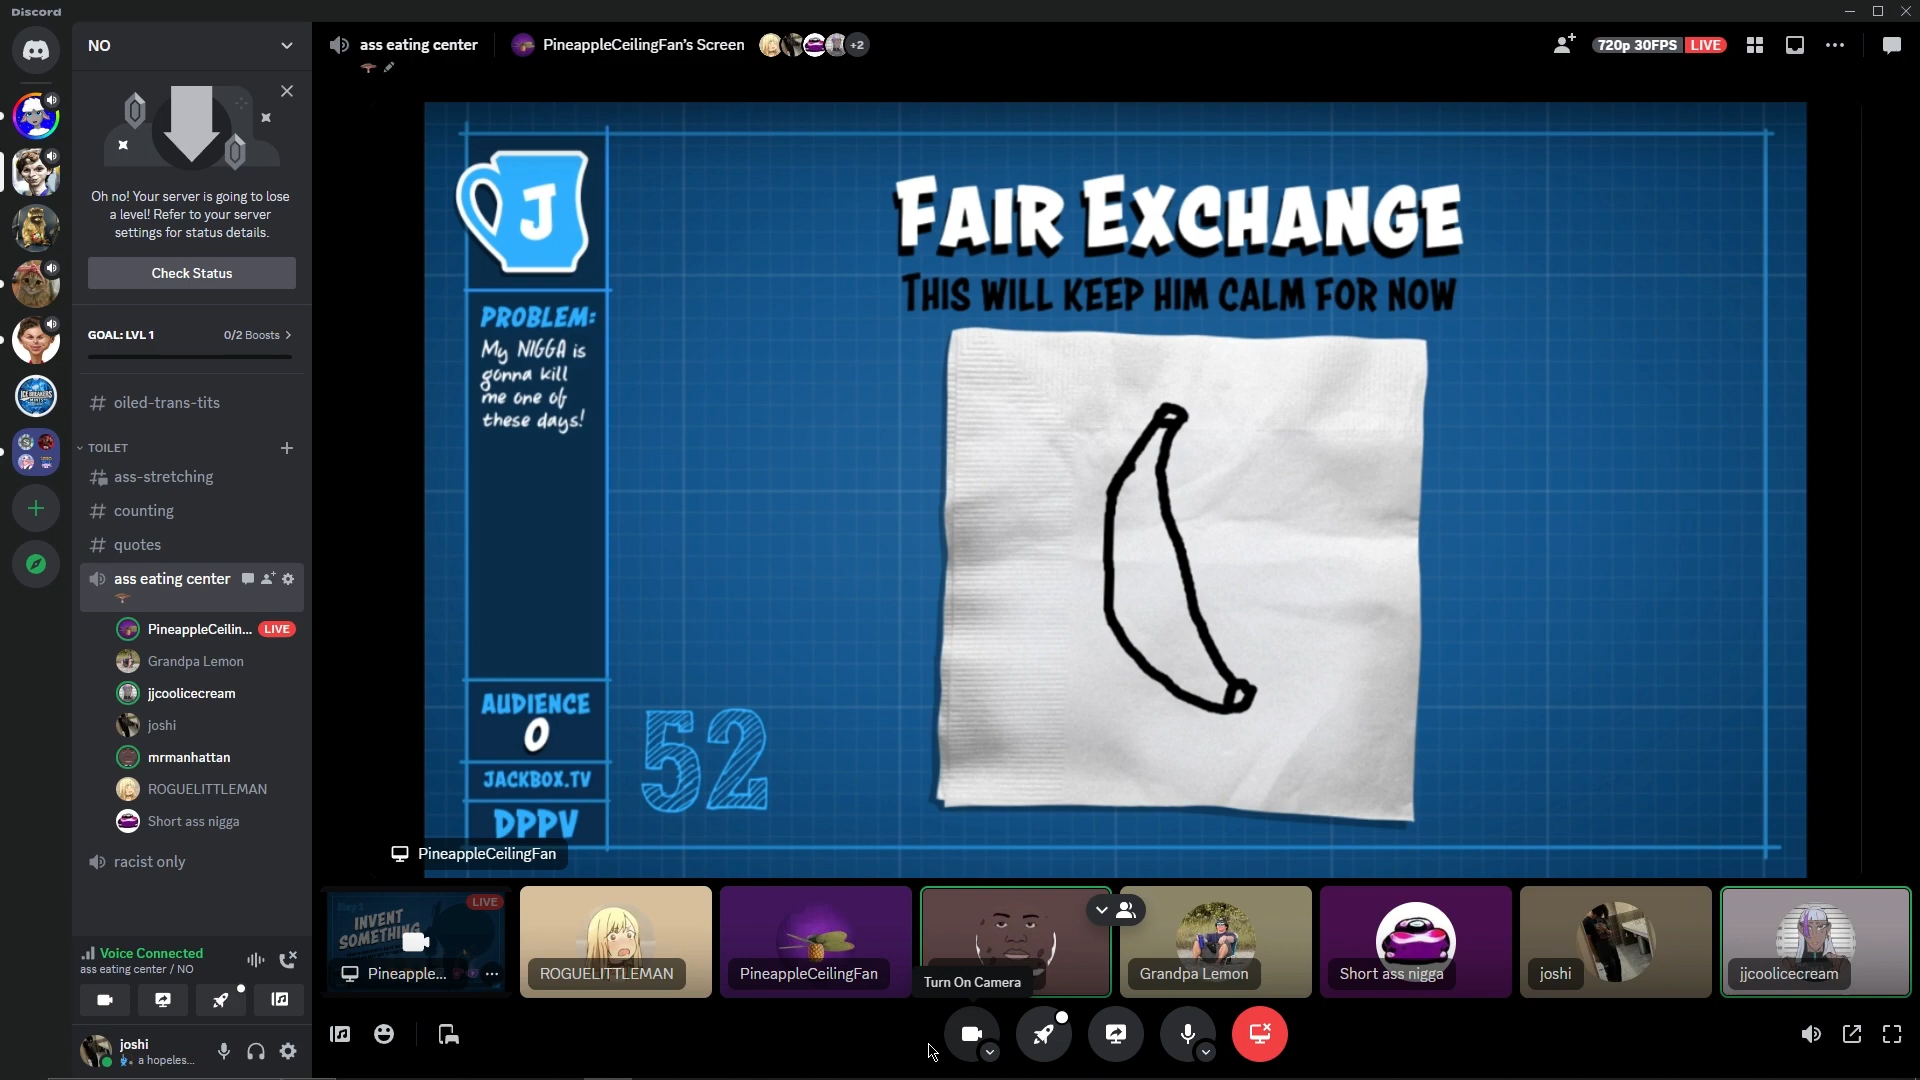 Discord
NO
Oh no! Your server is going to lose
a level! Refer to your server
settings for status details.
Check Status
GOAL: LVL 1
0/2 Boosts
oiled-trans-tits
TOILET
ass-stretching
counting
quotes
ass eating center
PineappleCeilin...
LIVE
Grandpa Lemon
jjcoolicecream
joshi
mrmanhattan
ROGUELITTLEMAN
Short ass nigga
racist only
Voice Connected
ass eating center / NO
joshi
a hopeles...
ass eating center
PineappleCeilingFan's Screen
+2
720p 30FPS
LIVE
J
PROBLEM:
My NIGGA is
gonna kill
me one of
these days!
AUDIENCE
0
JACKBOX.TV
DPPV
52
FAIR EXCHANGE
THIS WILL KEEP HIM CALM FOR NOW
PineappleCeilingFan
LIVE
INVENT
SOMETHING
Pineapple...
ROGUELITTLEMAN
PineappleCeilingFan
Turn On Camera
Grandpa Lemon
Short ass nigga
joshi
jjcoolicecream